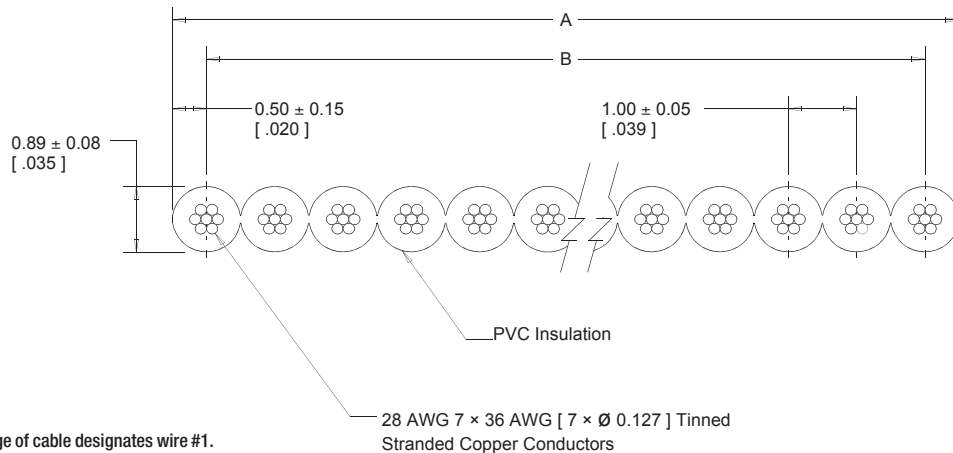 A
B
0.50 ± 0.15
[ .020 ]
1.00 ± 0.05
[ .039 ]
0.89 ± 0.08
[ .035 ]
PVC Insulation
28 AWG 7 × 36 AWG [ 7 × Ø 0.127 ] Tinned
Stranded Copper Conductors
ge of cable designates wire #1.